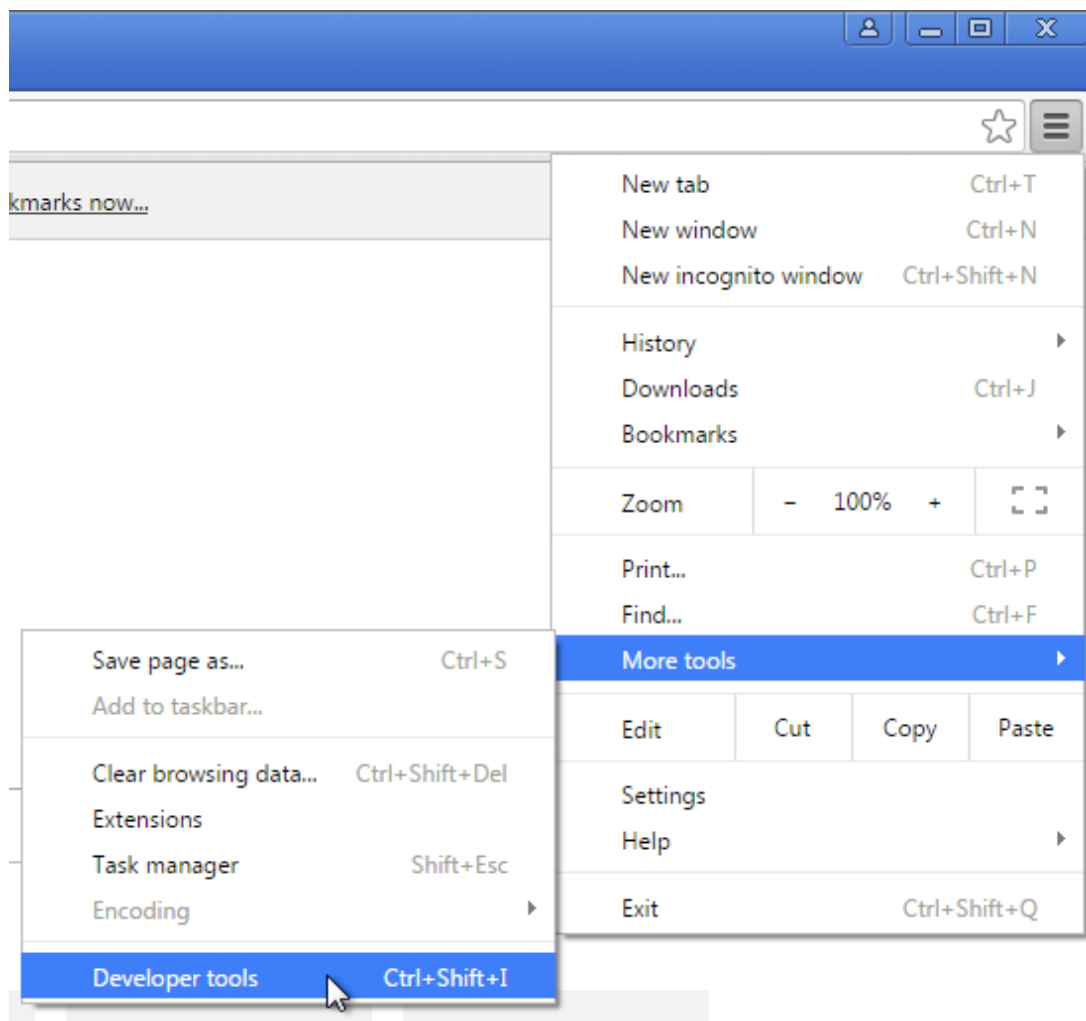 kmarks now...
New tab Ctrl+T
New window Ctrl+N
New incognito window Ctrl+Shift+N
History
Downloads Ctrl+J
Bookmarks
Zoom - 100% +
Print... Ctrl+P
Find... Ctrl+F
More tools
Edit Cut Copy Paste
Settings
Help
Exit Ctrl+Shift+Q
Save page as... Ctrl+S
Add to taskbar...
Clear browsing data... Ctrl+Shift+Del
Extensions
Task manager Shift+Esc
Encoding
Developer tools Ctrl+Shift+I